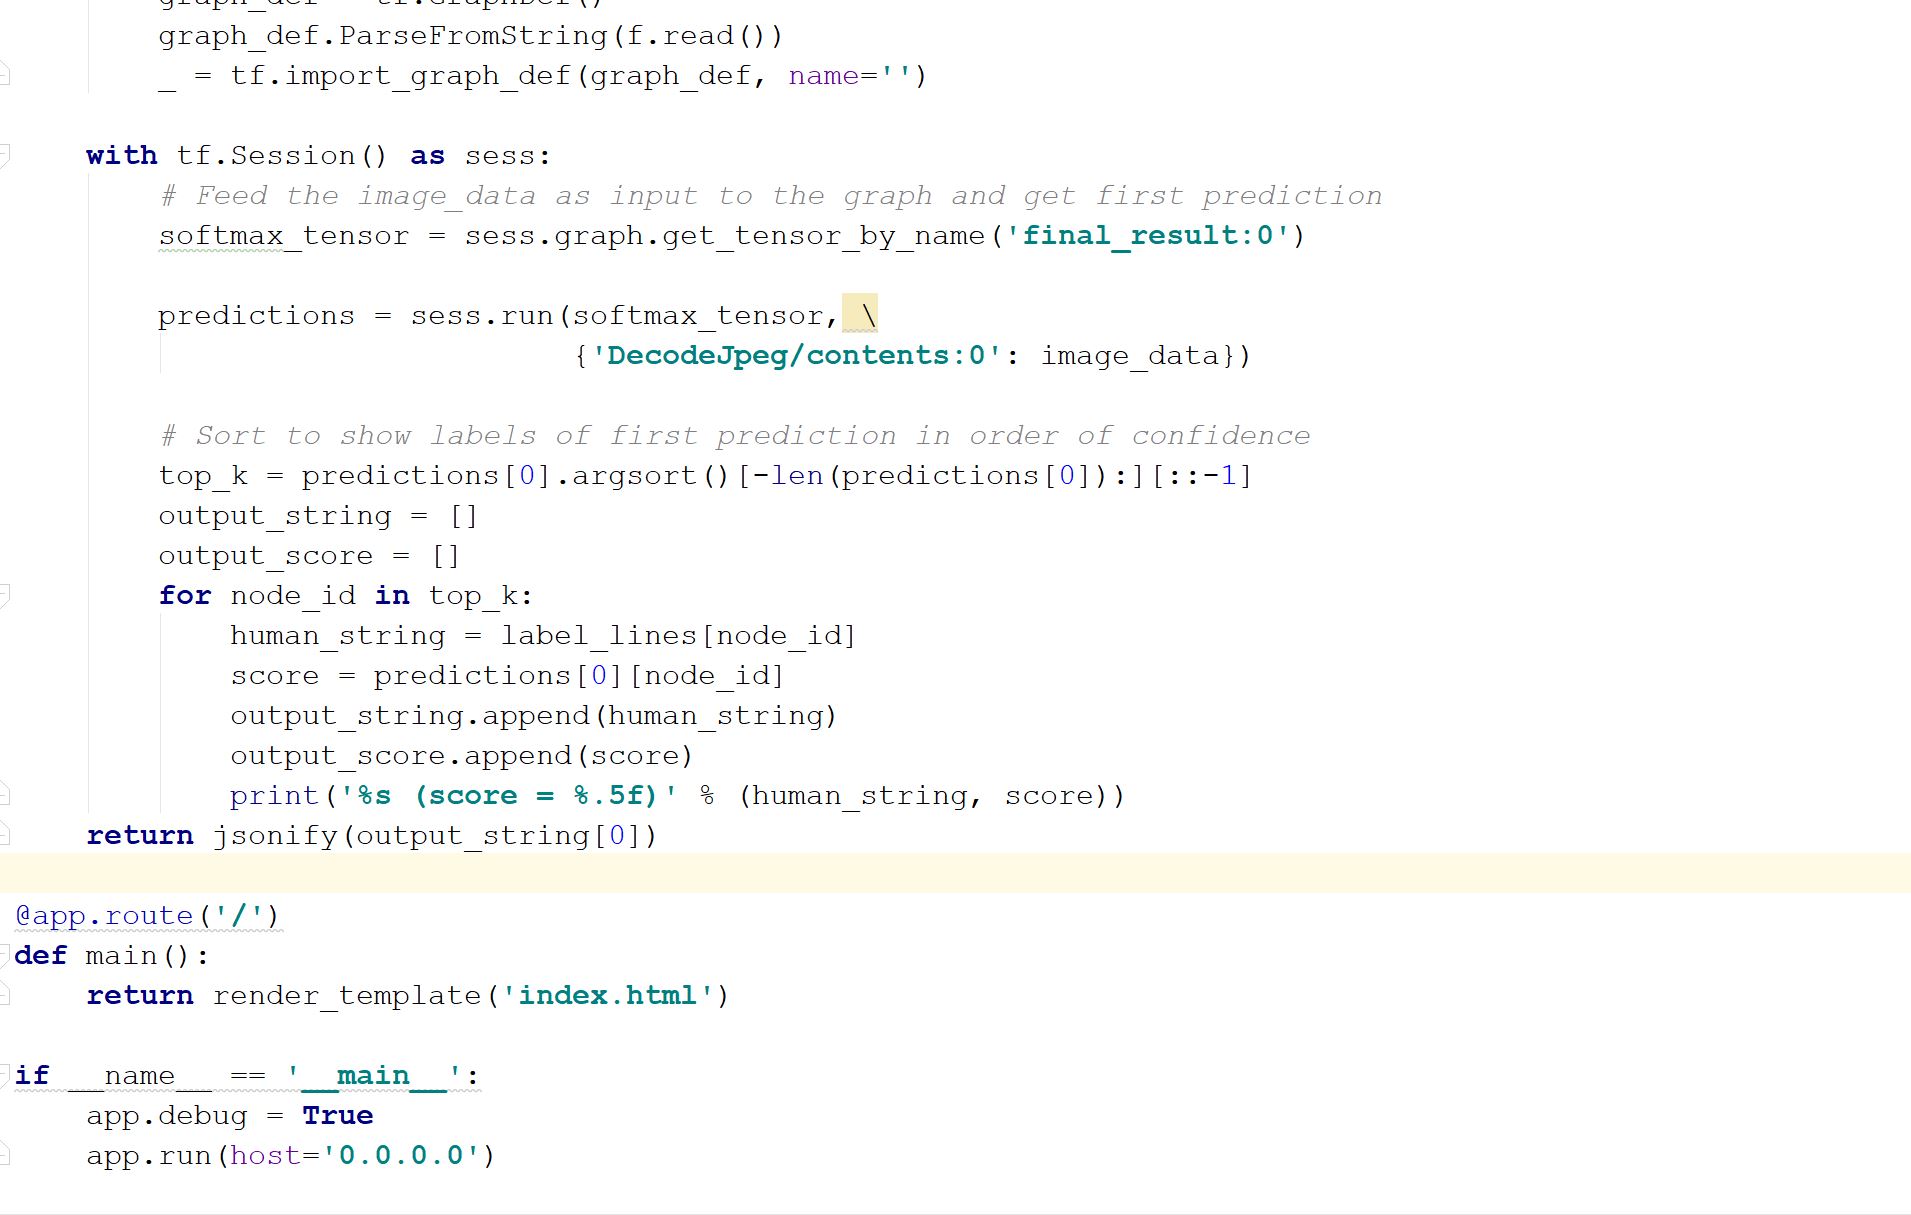 graph_def = tf.GraphDef()
graph_def.ParseFromString(f.read())
_ = tf.import_graph_def(graph_def, name='')
with tf.Session() as sess:
# Feed the image_data as input to the graph and get first prediction
softmax_tensor = sess.graph.get_tensor_by_name('final_result:0')
predictions = sess.run(softmax_tensor, \
{'DecodeJpeg/contents:0': image_data})
# Sort to show labels of first prediction in order of confidence
top_k = predictions[0].argsort()[-len(predictions[0]):][::-1]
output_string = []
output_score = []
for node_id in top_k:
human_string = label_lines[node_id]
score = predictions[0][node_id]
output_string.append(human_string)
output_score.append(score)
print('%s (score = %.5f)' % (human_string, score))
return jsonify(output_string[0])
@app.route('/')
def main():
return render_template('index.html')
if __name__ == '__main__':
app.debug = True
app.run(host='0.0.0.0')